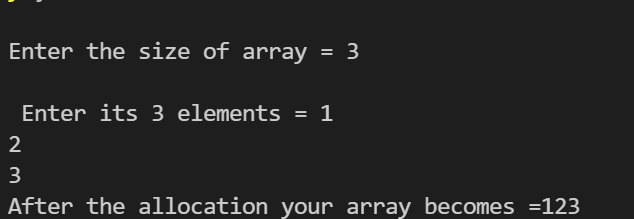 Enter the size of array = 3
Enter its 3 elements = 1
2
3
After the allocation your array becomes =123